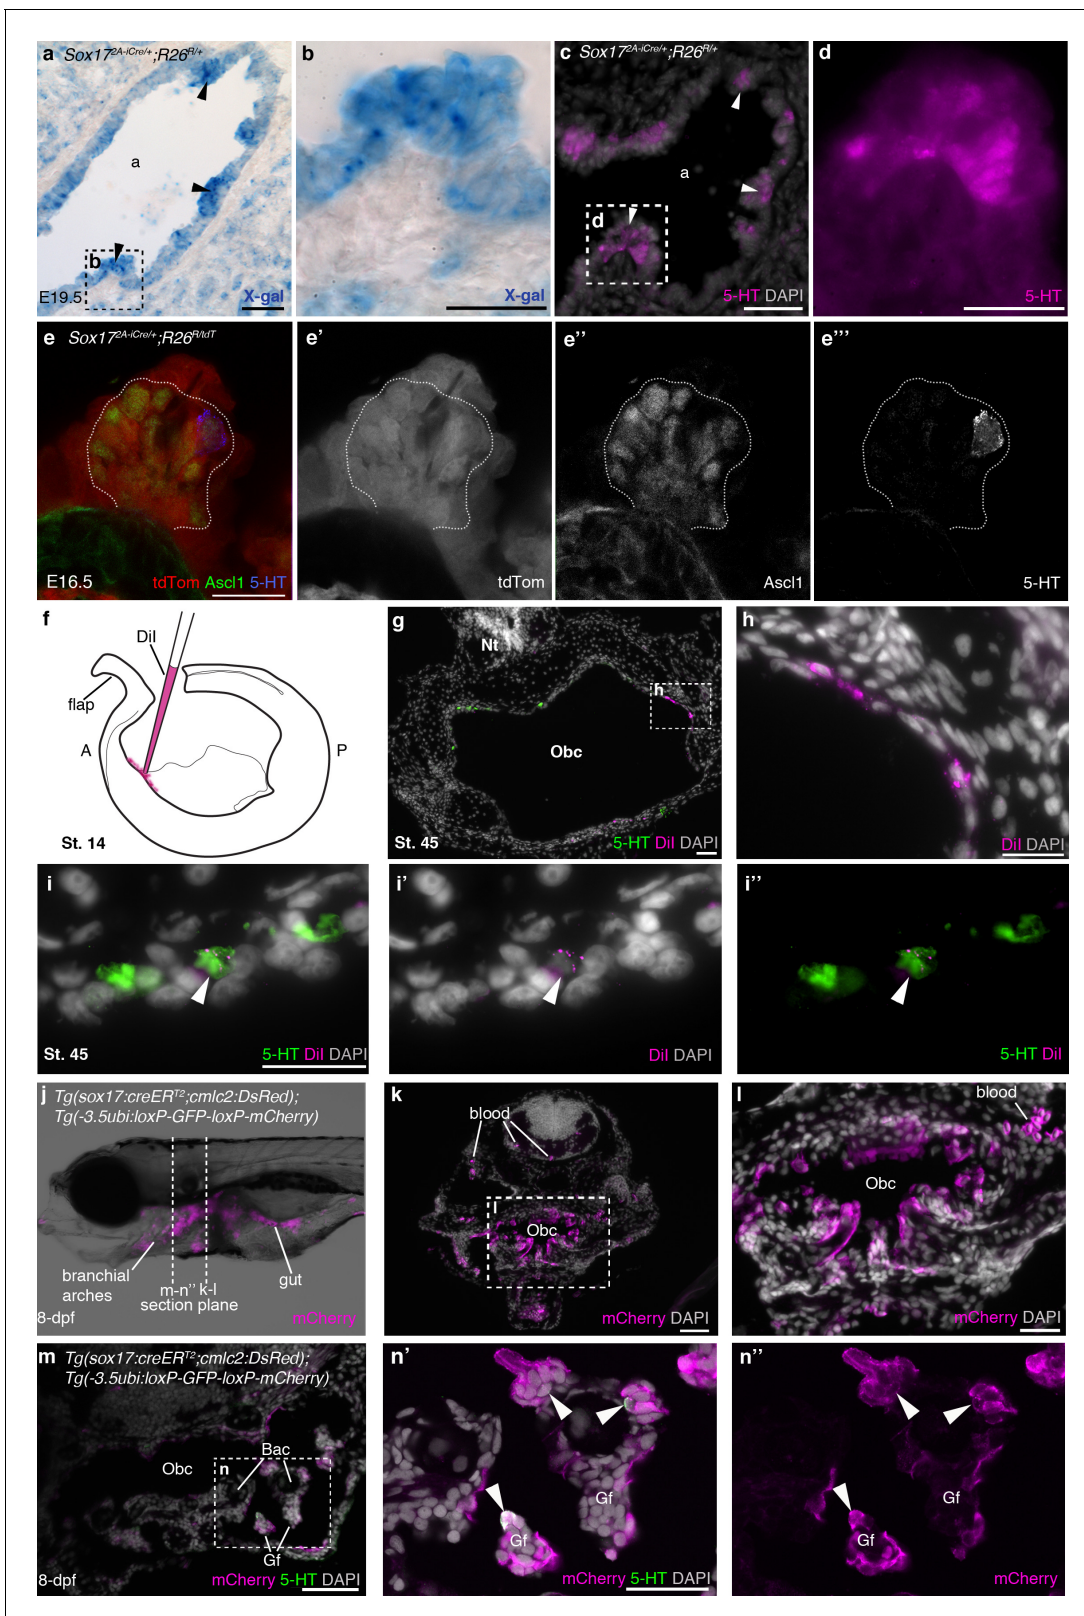 a Sox17 2A-iCre/+;R26 R/+
a
b
E19.5
X-gal
b
X-gal
c Sox17 2A-iCre/+;R26 R/+
a
d
5-HT DAPI
d
5-HT
e Sox17 2A-iCre/+;R26 R/tdT
E16.5
tdTom Ascl1 5-HT
e'
tdTom
e''
Ascl1
e'''
5-HT
f
DiI
flap
A
P
St. 14
g
Nt
h
Obc
St. 45
5-HT DiI DAPI
h
DiI DAPI
i
St. 45
5-HT DiI DAPI
i'
DiI DAPI
i''
5-HT DiI
j Tg(sox17:creERT2;cmlc2:DsRed);
Tg(-3.5ubi:loxP-GFP-loxP-mCherry)
branchial
arches
m-n'' k-l
section plane
gut
8-dpf
mCherry
k
blood
l
Obc
mCherry DAPI
l
blood
Obc
mCherry DAPI
m Tg(sox17:creERT2;cmlc2:DsRed);
Tg(-3.5ubi:loxP-GFP-loxP-mCherry)
Bac
Obc
n
Gf
8-dpf
mCherry 5-HT DAPI
n'
Gf
Gf
mCherry 5-HT DAPI
n''
Gf
Gf
mCherry